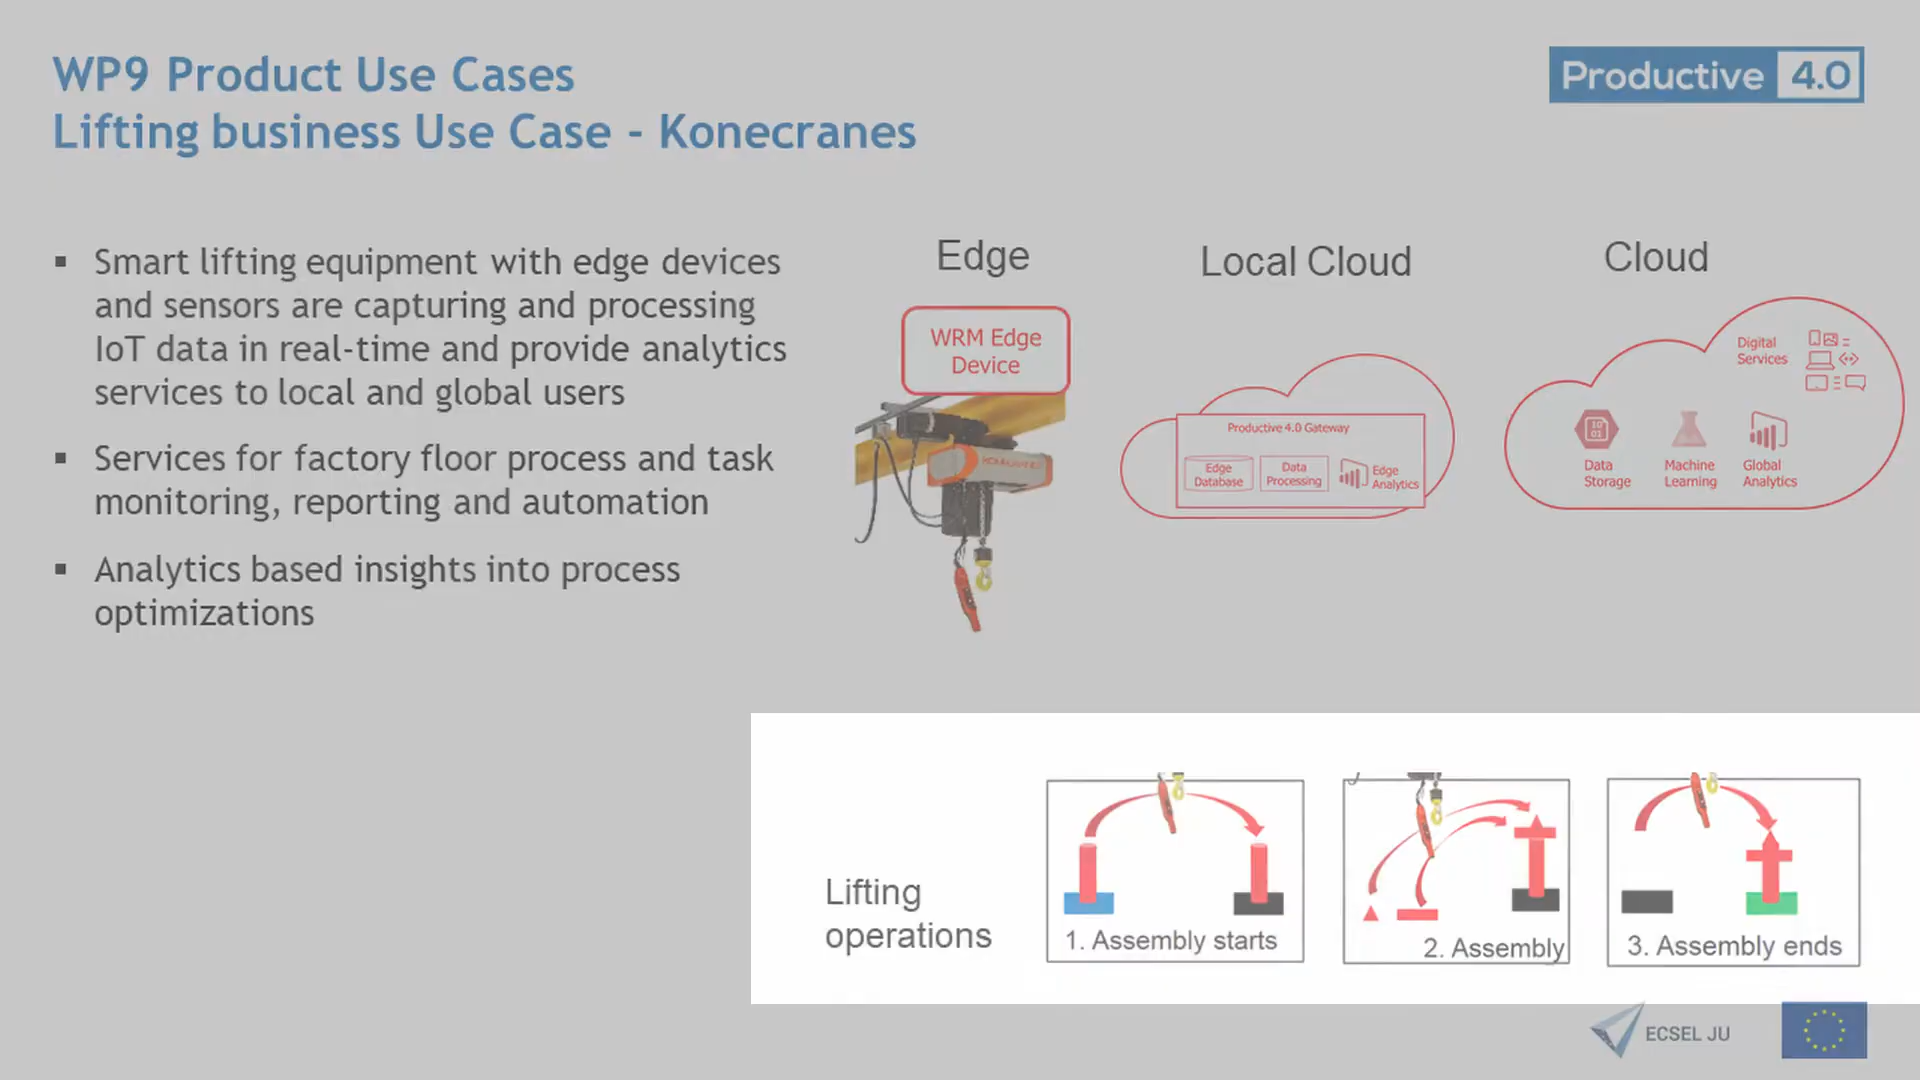 WP9 Product Use Cases
Lifting business Use Case - Konecranes
Productive 4.0
▪ Smart lifting equipment with edge devices
and sensors are capturing and processing
IoT data in real-time and provide analytics
services to local and global users
▪ Services for factory floor process and task
monitoring, reporting and automation
▪ Analytics based insights into process
optimizations
Edge
WRM Edge
Device
KONECRANES
Local Cloud
Productive 4.0 Gateway
Edge
Database
Data
Processing
Edge
Analytics
Cloud
Digital
Services
10
01
Data
Storage
Machine
Learning
Global
Analytics
Lifting
operations
1. Assembly starts
2. Assembly
3. Assembly ends
ECSEL JU